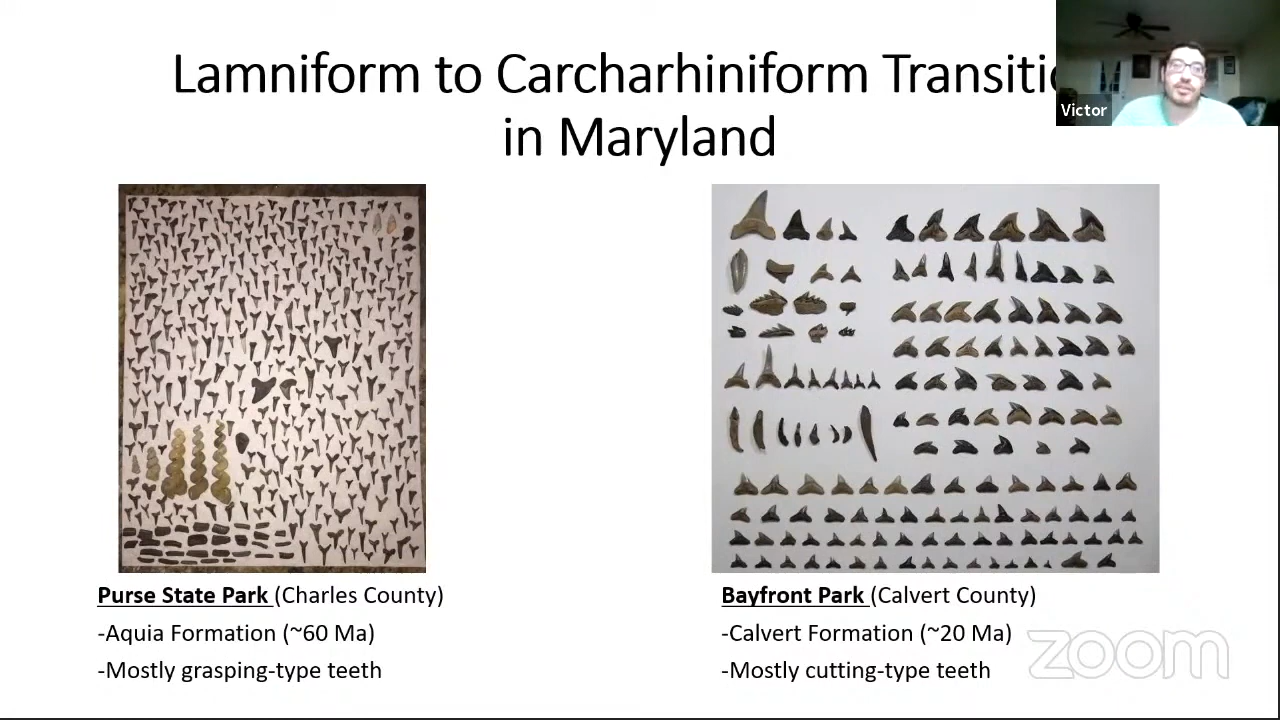 Lamniform to Carcharhiniform Transitio
in Maryland
Victor
Purse State Park (Charles County)
-Aquia Formation (~60 Ma)
-Mostly grasping-type teeth
Bayfront Park (Calvert County)
-Calvert Formation (~20 Ma)
-Mostly cutting-type teeth
zoom